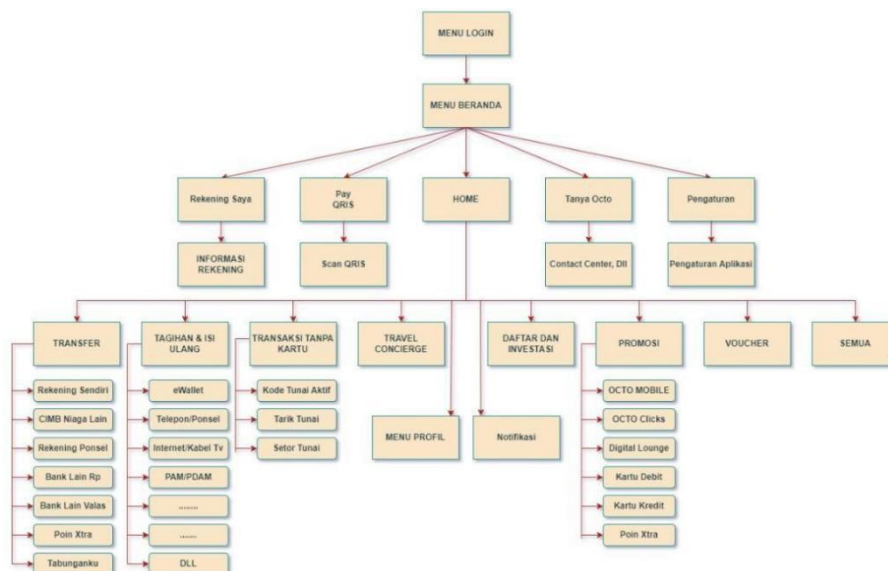 MENU LOGIN
MENU BERANDA
Rekening Saya
Pay
QRIS
HOME
Tanya Octo
Pengaturan
INFORMASI
REKENING
Scan QRIS
Contact Center, Dll
Pengaturan Aplikasi
TRANSFER
TAGIHAN & ISI
ULANG
TRANSAKSI TANPA
KARTU
TRAVEL
CONCIERGE
DAFTAR DAN
INVESTASI
PROMOSI
VOUCHER
SEMUA
Rekening Sendiri
CIMB Niaga Lain
Rekening Ponsel
Bank Lain Rp
Bank Lain Valas
Poin Xtra
Tabunganku
eWallet
Telepon/Ponsel
Internet/Kabel Tv
PAM/PDAM
........
.......
DLL
Kode Tunai Aktif
Tarik Tunai
Setor Tunai
MENU PROFIL
Notifikasi
OCTO MOBILE
OCTO Clicks
Digital Lounge
Kartu Debit
Kartu Kredit
Poin Xtra